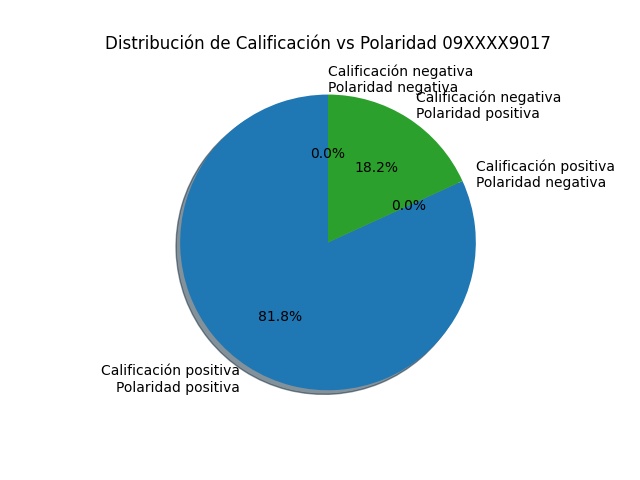 Distribución de Calificación vs Polaridad 09XXXX9017
Calificación negativa
Polaridad negativa
Calificación negativa
Polaridad positiva
0.0%
18.2%
Calificación positiva
Polaridad negativa
0.0%
81.8%
Calificación positiva
Polaridad positiva